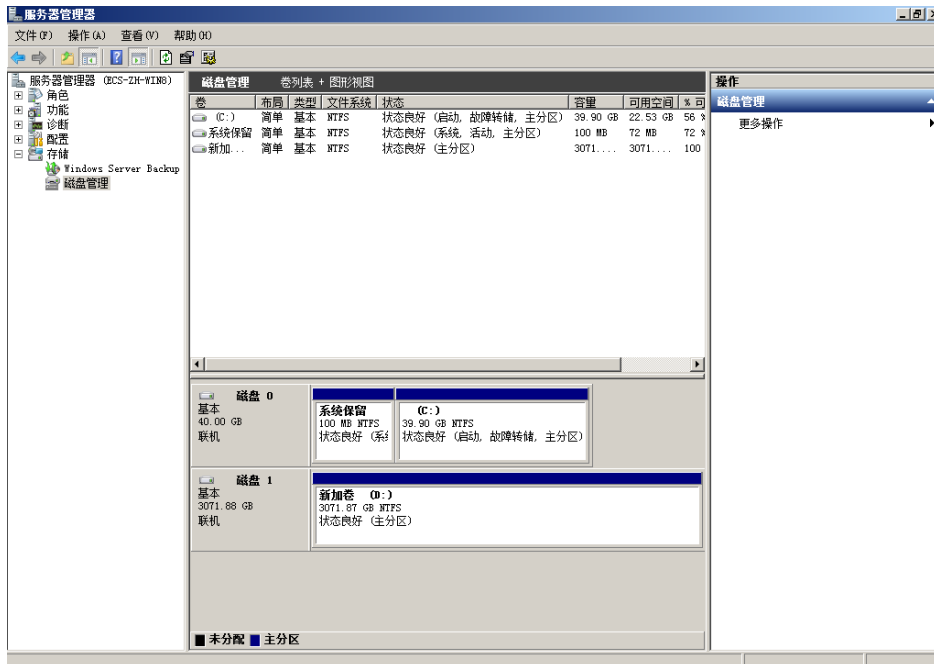 服务器管理器
文件(F) 操作(A) 查看(V) 帮助(H)
服务器管理器 (ECS-ZH-WIN8)
角色
功能
诊断
配置
存储
Windows Server Backup
磁盘管理
磁盘管理 卷列表 + 图形视图
卷 布局 类型 文件系统 状态 容量 可用空间 % 可
(C:) 简单 基本 NTFS 状态良好 (启动, 故障转储, 主分区) 39.90 GB 22.53 GB 56 %
系统保留 简单 基本 NTFS 状态良好 (系统, 活动, 主分区) 100 MB 72 MB 72 %
新加... 简单 基本 NTFS 状态良好 (主分区) 3071.... 3071.... 100
磁盘 0
基本
40.00 GB
联机
系统保留
100 MB NTFS
状态良好 (系统
(C:)
39.90 GB NTFS
状态良好 (启动, 故障转储, 主分区)
磁盘 1
基本
3071.88 GB
联机
新加卷 (D:)
3071.87 GB NTFS
状态良好 (主分区)
未分配 主分区
操作
磁盘管理
更多操作